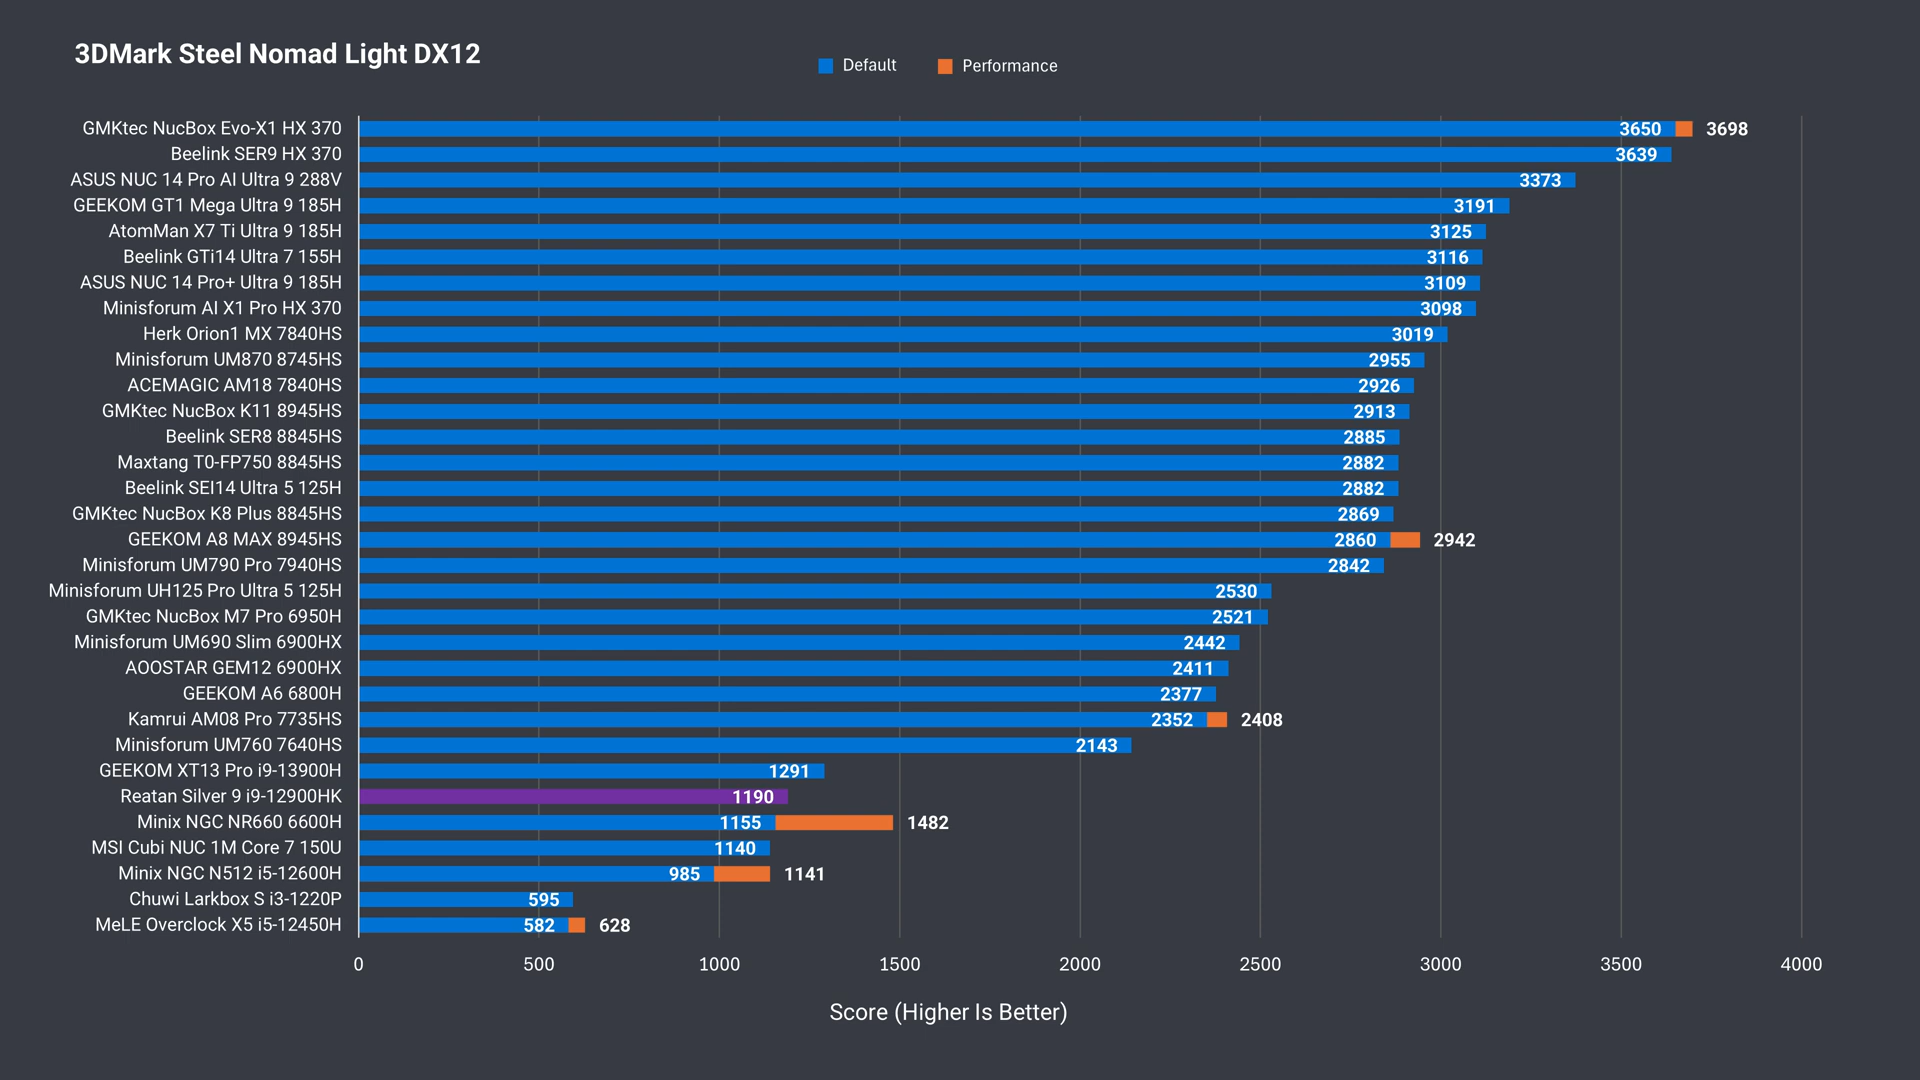 3DMark Steel Nomad Light DX12
Default Performance
GMKtec NucBox Evo-X1 HX 370 3650 3698
Beelink SER9 HX 370 3639
ASUS NUC 14 Pro AI Ultra 9 288V 3373
GEEKOM GT1 Mega Ultra 9 185H 3191
AtomMan X7 Ti Ultra 9 185H 3125
Beelink GTi14 Ultra 7 155H 3116
ASUS NUC 14 Pro+ Ultra 9 185H 3109
Minisforum AI X1 Pro HX 370 3098
Herk Orion1 MX 7840HS 3019
Minisforum UM870 8745HS 2955
ACEMAGIC AM18 7840HS 2926
GMKtec NucBox K11 8945HS 2913
Beelink SER8 8845HS 2885
Maxtang T0-FP750 8845HS 2882
Beelink SEI14 Ultra 5 125H 2882
GMKtec NucBox K8 Plus 8845HS 2869
GEEKOM A8 MAX 8945HS 2860 2942
Minisforum UM790 Pro 7940HS 2842
Minisforum UH125 Pro Ultra 5 125H 2530
GMKtec NucBox M7 Pro 6950H 2521
Minisforum UM690 Slim 6900HX 2442
AOOSTAR GEM12 6900HX 2411
GEEKOM A6 6800H 2377
Kamrui AM08 Pro 7735HS 2352 2408
Minisforum UM760 7640HS 2143
GEEKOM XT13 Pro i9-13900H 1291
Reatan Silver 9 i9-12900HK 1190
Minix NGC NR660 6600H 1155 1482
MSI Cubi NUC 1M Core 7 150U 1140
Minix NGC N512 i5-12600H 985 1141
Chuwi Larkbox S i3-1220P 595
MeLE Overclock X5 i5-12450H 582 628
0 500 1000 1500 2000 2500 3000 3500 4000
Score (Higher Is Better)